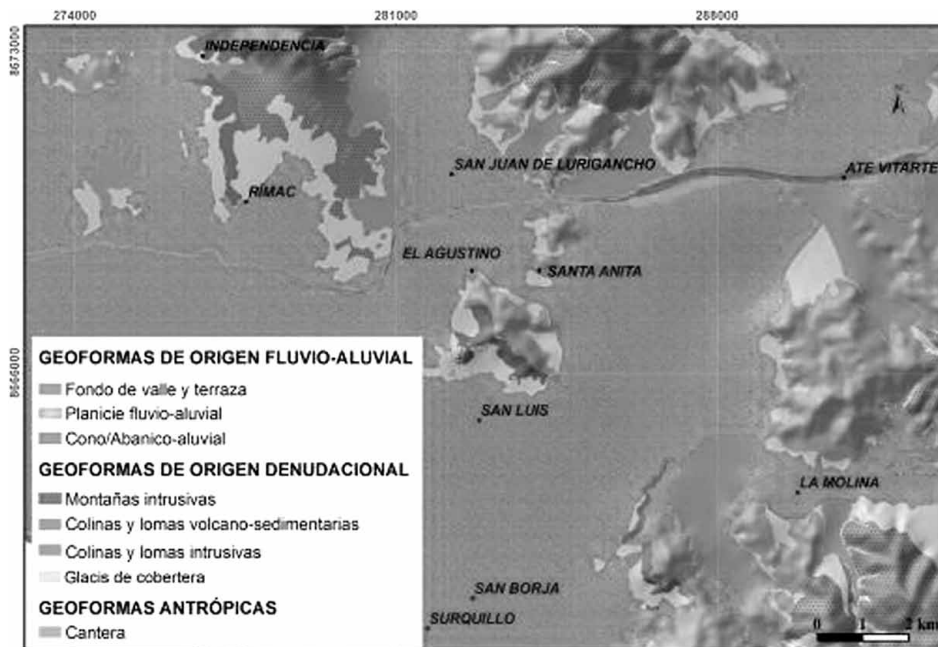 274000
281000
288000
8673000
INDEPENDENCIA
SAN JUAN DE LURIGANCHO
ATE VITARTE
RÍMAC
EL AGUSTINO
SANTA ANITA
8666000
SAN LUIS
LA MOLINA
SAN BORJA
SURQUILLO
GEOFORMAS DE ORIGEN FLUVIO-ALUVIAL
Fondo de valle y terraza
Planicie fluvio-aluvial
Cono/Abanico-aluvial
GEOFORMAS DE ORIGEN DENUDACIONAL
Montañas intrusivas
Colinas y lomas volcano-sedimentarias
Colinas y lomas intrusivas
Glacis de cobertera
GEOFORMAS ANTRÓPICAS
Cantera
0 1 2 km